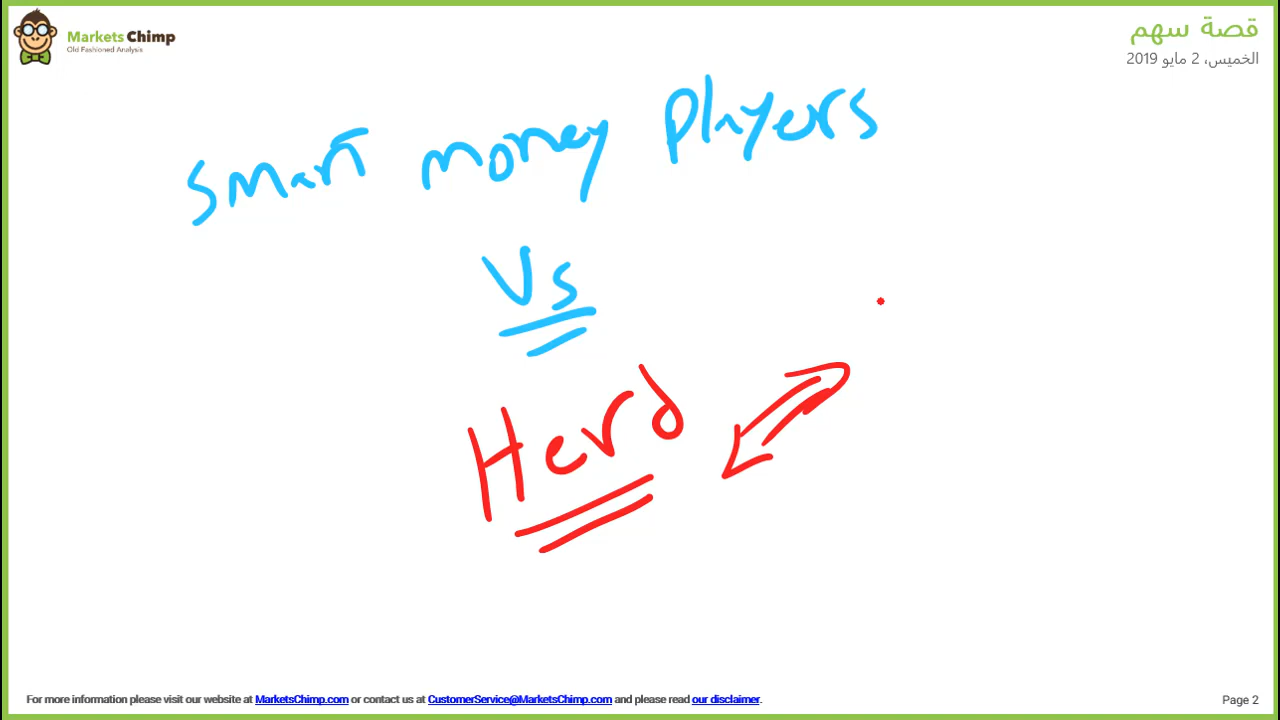 Markets Chimp
Old Fashioned Analysis
قصة سهم
الخميس، 2 مايو 2019
Smart money Players
Vs
Herd
For more information please visit our website at MarketsChimp.com or contact us at CustomerService@MarketsChimp.com and please read our disclaimer.
Page 2